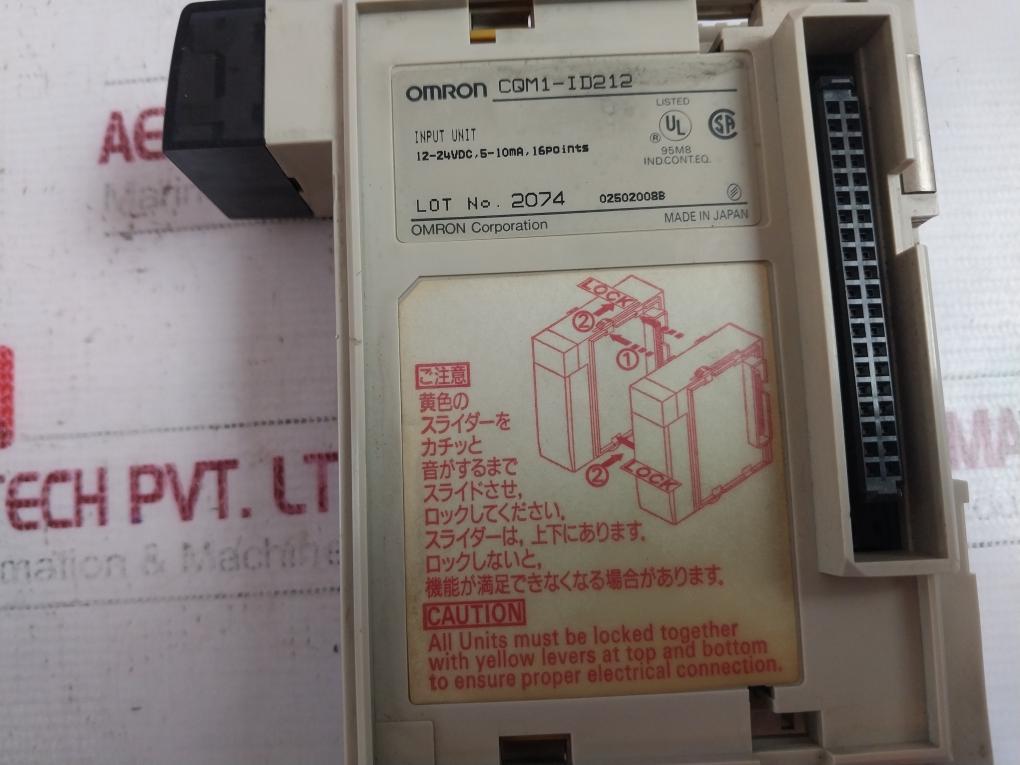 OMRON CQM1-ID212
INPUT UNIT
12-24VDC, 5-10mA, 16points
LISTED
UL
®
95M8
IND.CONT.EQ.
SA
LOT No. 2074 02502008B
OMRON Corporation
MADE IN JAPAN
LOCK
②
①
②
LOCK
ご注意
黄色の
スライダーを
カチッと
音がするまで
スライドさせ,
ロックしてください.
スライダーは, 上下にあります.
ロックしないと,
機能が満足できなくなる場合があります.
CAUTION
All Units must be locked together
with yellow levers at top and bottom
to ensure proper electrical connection.
TECH PVT. LT
mation & Machine